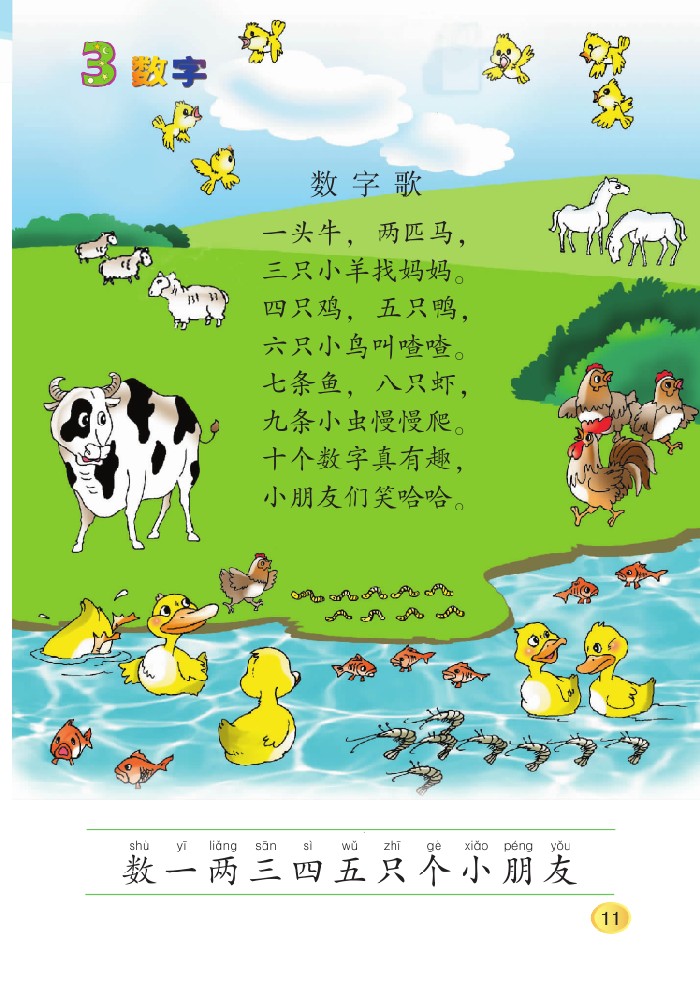 3 数字
数字歌
一头牛，两匹马，
三只小羊找妈妈。
四只鸡，五只鸭，
六只小鸟叫喳喳。
七条鱼，八只虾，
九条小虫慢慢爬。
十个数字真有趣，
小朋友们笑哈哈。
shù yī liǎng sān sì wǔ zhī gè xiǎo péng yǒu
数一两三四五只个小朋友
11